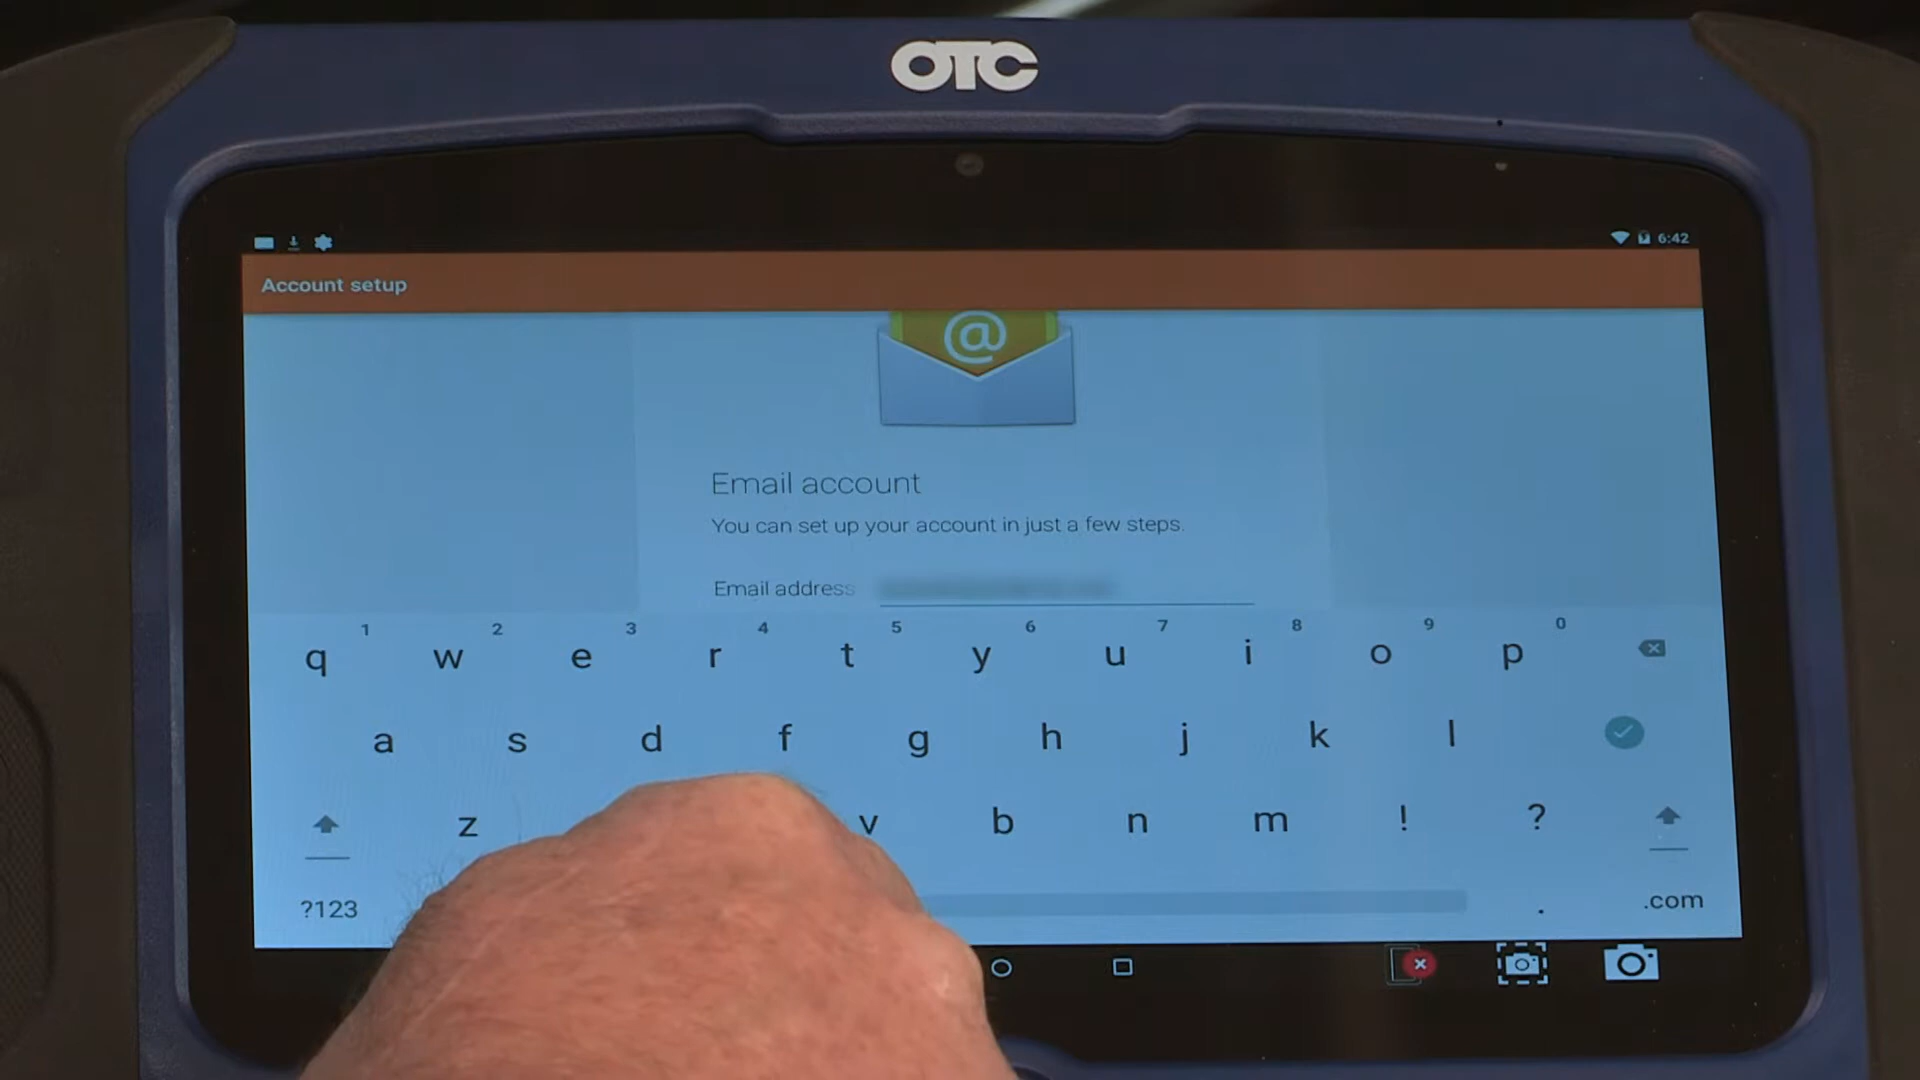 OTC
6:42
Account setup
@
Email account
You can set up your account in just a few steps.
Email address
1 2 3 4 5 6 7 8 9 0
q w e r t y u i o p
a s d f g h j k l
z v b n m ! ?
?123 . .com